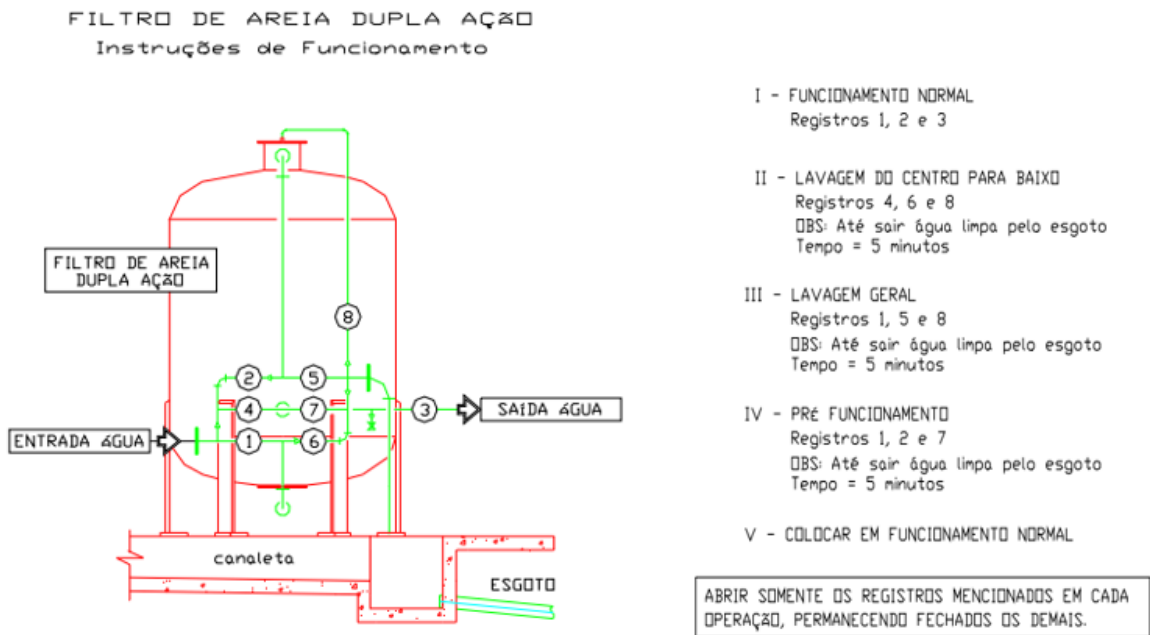 FILTRO DE AREIA DUPLA AÇÃO
Instruções de Funcionamento
FILTRO DE AREIA
DUPLA AÇÃO
8
2
5
4
7
3
1
6
ENTRADA ÁGUA
SAÍDA ÁGUA
canaleta
ESGOTO
I - FUNCIONAMENTO NORMAL
Registros 1, 2 e 3
II - LAVAGEM DO CENTRO PARA BAIXO
Registros 4, 6 e 8
OBS: Até sair água limpa pelo esgoto
Tempo = 5 minutos
III - LAVAGEM GERAL
Registros 1, 5 e 8
OBS: Até sair água limpa pelo esgoto
Tempo = 5 minutos
IV - PRÉ FUNCIONAMENTO
Registros 1, 2 e 7
OBS: Até sair água limpa pelo esgoto
Tempo = 5 minutos
V - COLOCAR EM FUNCIONAMENTO NORMAL
ABRIR SOMENTE OS REGISTROS MENCIONADOS EM CADA
OPERAÇÃO, PERMANECENDO FECHADOS OS DEMAIS.